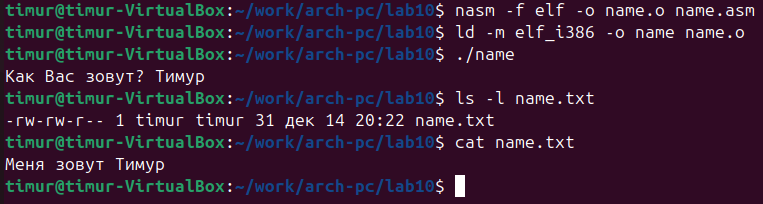 timur@timur-VirtualBox:~/work/arch-pc/lab10$ nasm -f elf -o name.o name.asm
timur@timur-VirtualBox:~/work/arch-pc/lab10$ ld -m elf_i386 -o name name.o
timur@timur-VirtualBox:~/work/arch-pc/lab10$ ./name
Как Вас зовут? Тимур
timur@timur-VirtualBox:~/work/arch-pc/lab10$ ls -l name.txt
-rw-rw-r-- 1 timur timur 31 дек 14 20:22 name.txt
timur@timur-VirtualBox:~/work/arch-pc/lab10$ cat name.txt
Меня зовут Тимур
timur@timur-VirtualBox:~/work/arch-pc/lab10$